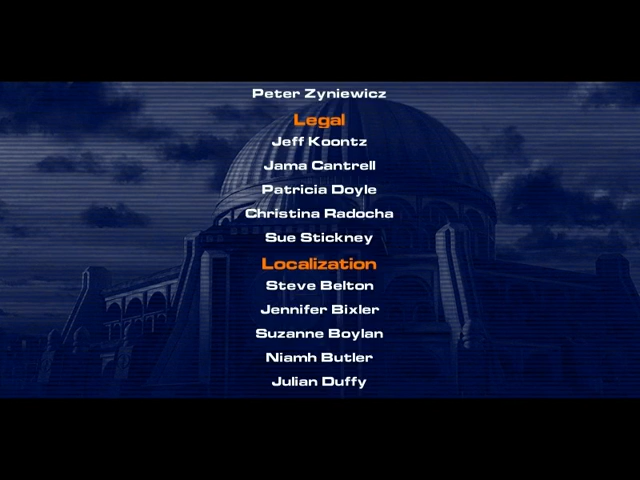 Peter Zyniewicz
Legal
Jeff Koontz
Jama Cantrell
Patricia Doyle
Christina Radocha
Sue Stickney
Localization
Steve Belton
Jennifer Bixler
Suzanne Boylan
Niamh Butler
Julian Duffy